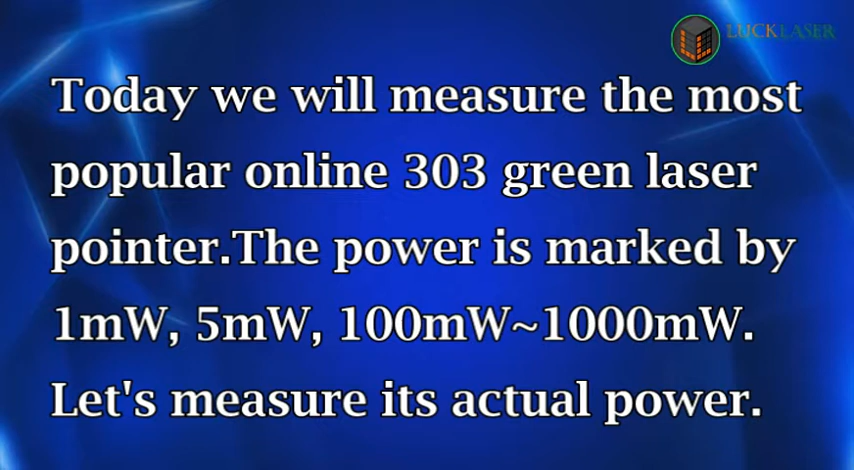 LUCKLASER
Today we will measure the most
popular online 303 green laser
pointer.The power is marked by
1mW, 5mW, 100mW~1000mW.
Let's measure its actual power.